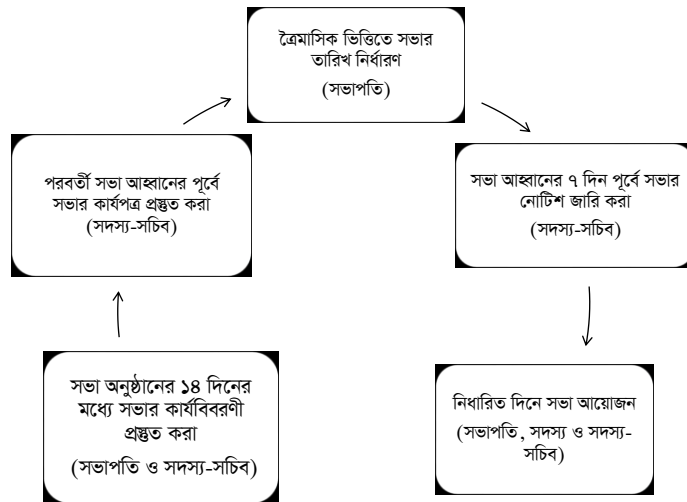 ত্রৈমাসিক ভিত্তিতে সভার
তারিখ নির্ধারণ
(সভাপতি)
সভা আহ্বানের ৭ দিন পূর্বে সভার
নোটিশ জারি করা
(সদস্য-সচিব)
নিধারিত দিনে সভা আয়োজন
(সভাপতি, সদস্য ও সদস্য-
সচিব)
সভা অনুষ্ঠানের ১৪ দিনের
মধ্যে সভার কার্যবিবরণী
প্রস্তুত করা
(সভাপতি ও সদস্য-সচিব)
পরবর্তী সভা আহ্বানের পূর্বে
সভার কার্যপত্র প্রস্তুত করা
(সদস্য-সচিব)